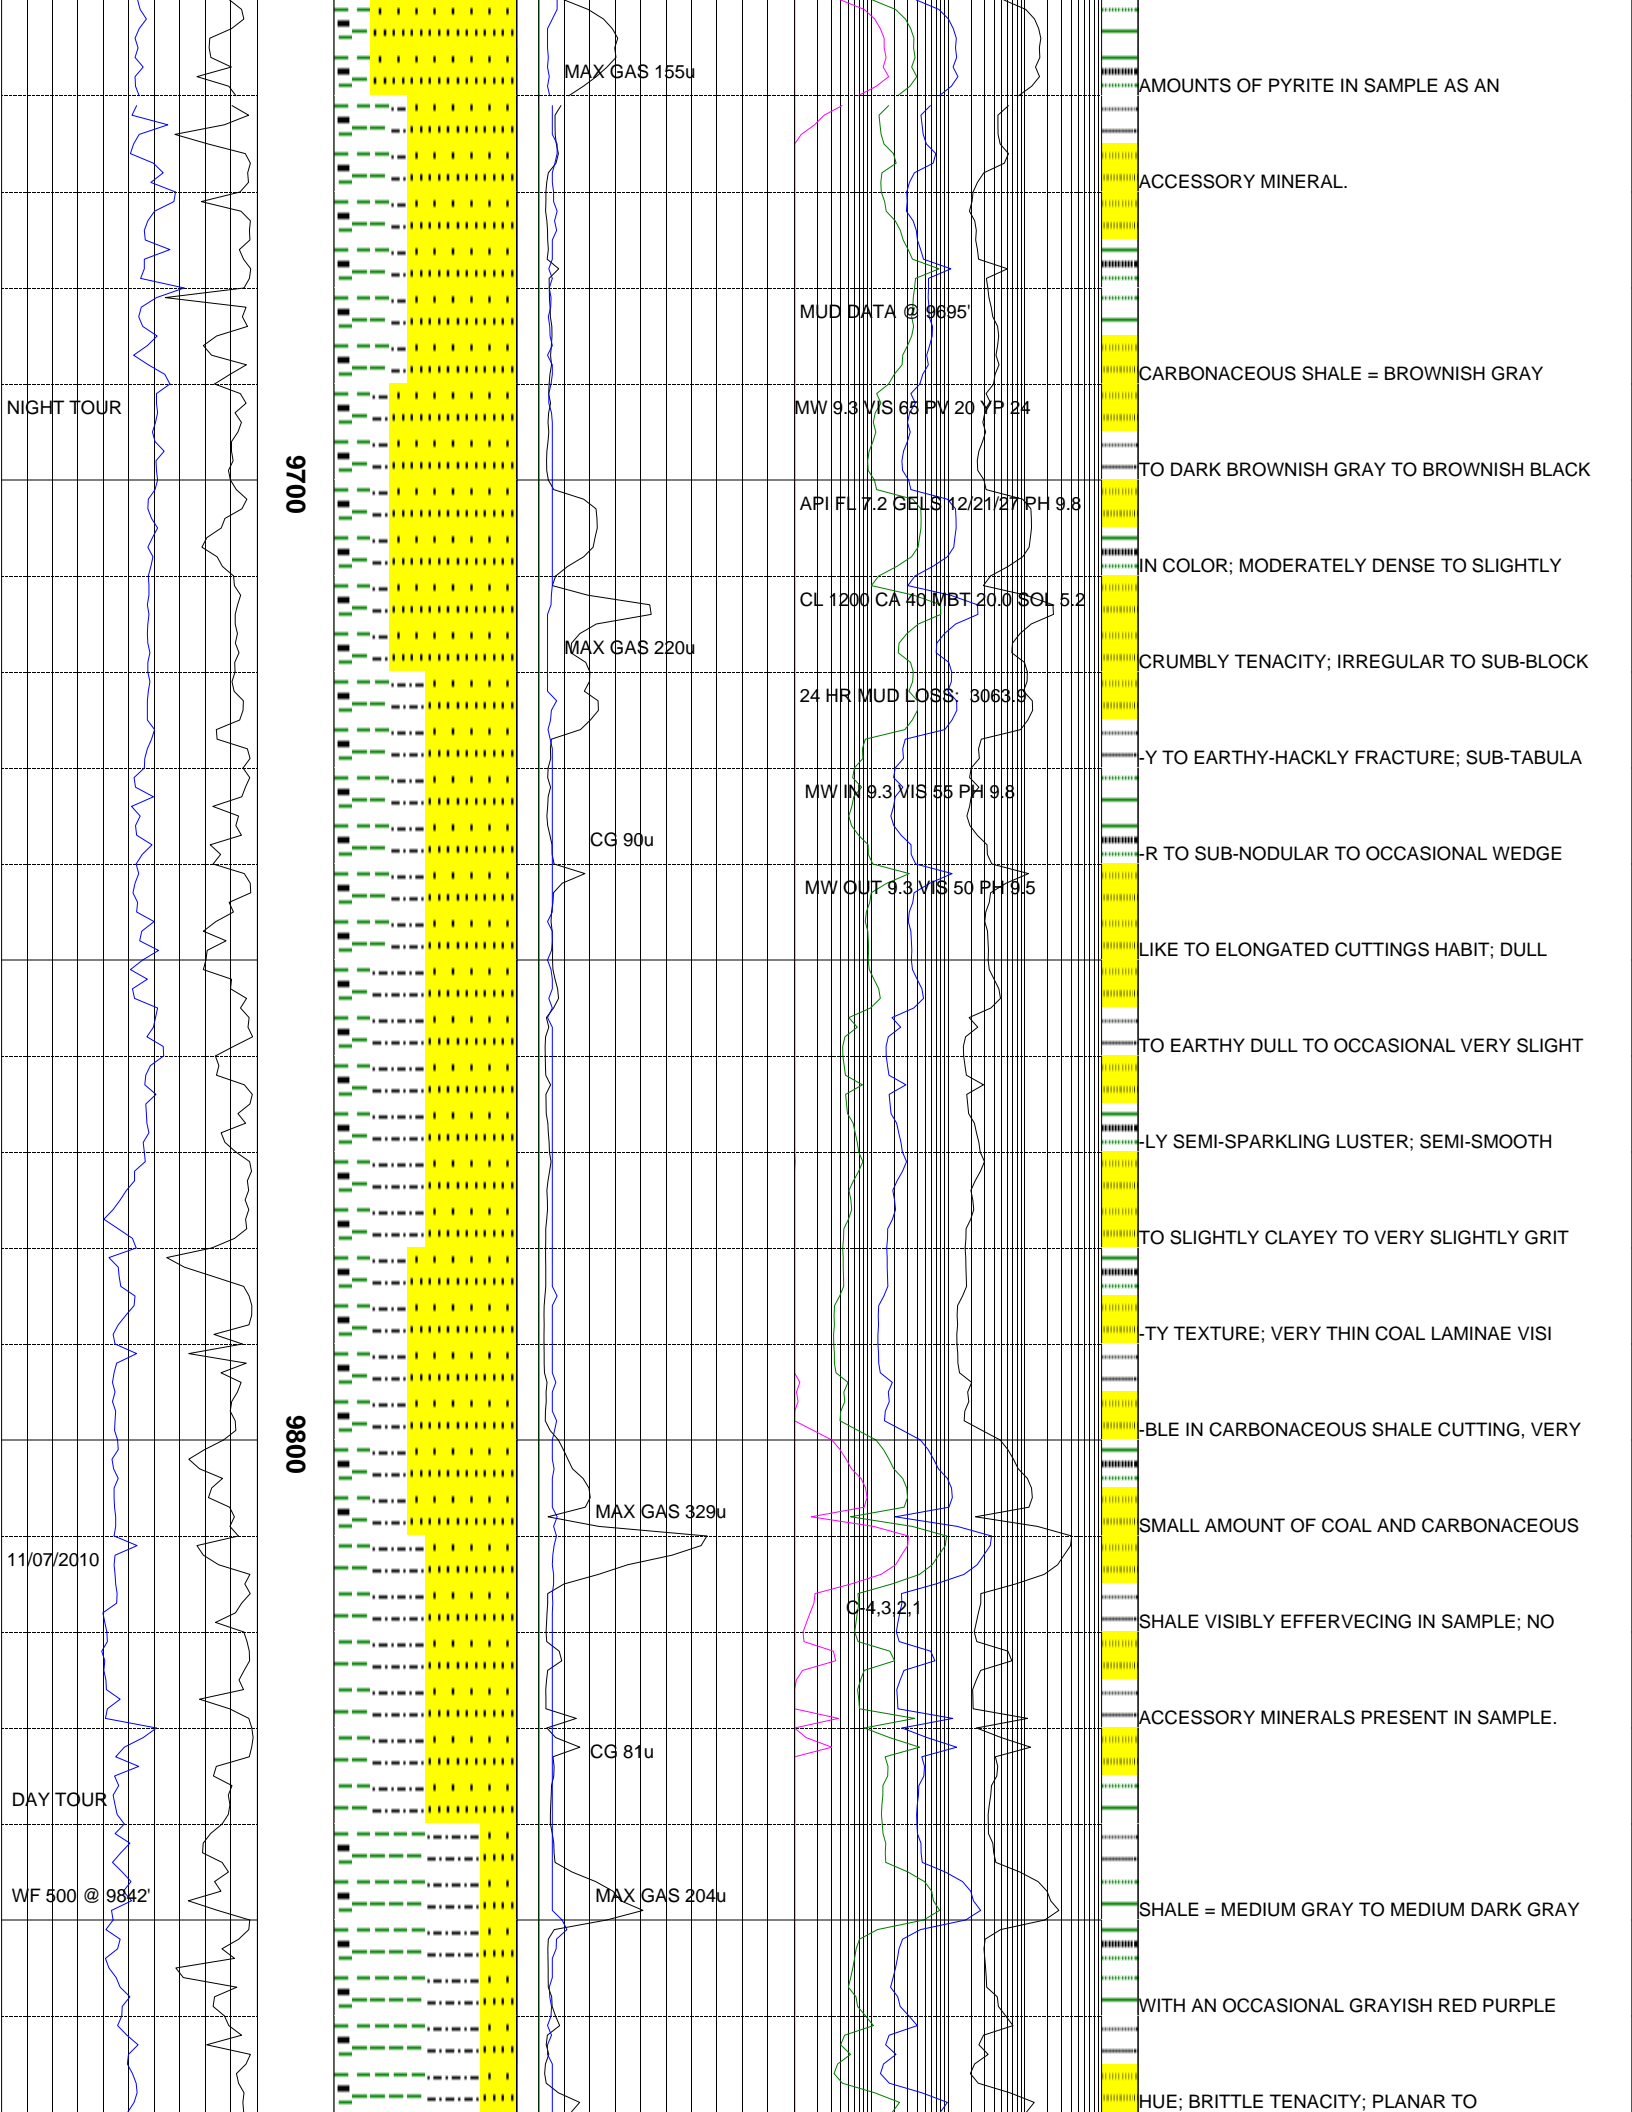 MAX GAS 155u
AMOUNTS OF PYRITE IN SAMPLE AS AN
ACCESSORY MINERAL.
MUD DATA @ 9695'
CARBONACEOUS SHALE = BROWNISH GRAY
NIGHT TOUR
MW 9.3 VIS 65 PV 20 YP 24
TO DARK BROWNISH GRAY TO BROWNISH BLACK
9700
API FL 7.2 GELS 12/21/27 PH 9.8
IN COLOR; MODERATELY DENSE TO SLIGHTLY
CL 1200 CA 40 MBT 20.0 SOL 5.2
MAX GAS 220u
CRUMBLY TENACITY; IRREGULAR TO SUB-BLOCK
24 HR MUD LOSS:  3063.9
-Y TO EARTHY-HACKLY FRACTURE; SUB-TABULA
MW IN 9.3 VIS 55 PH 9.8
CG 90u
-R TO SUB-NODULAR TO OCCASIONAL WEDGE
MW OUT 9.3 VIS 50 PH 9.5
LIKE TO ELONGATED CUTTINGS HABIT; DULL
TO EARTHY DULL TO OCCASIONAL VERY SLIGHT
-LY SEMI-SPARKLING LUSTER; SEMI-SMOOTH
TO SLIGHTLY CLAYEY TO VERY SLIGHTLY GRIT
-TY TEXTURE; VERY THIN COAL LAMINAE VISI
-BLE IN CARBONACEOUS SHALE CUTTING, VERY
9800
MAX GAS 329u
SMALL AMOUNT OF COAL AND CARBONACEOUS
11/07/2010
C-4,3,2,1
SHALE VISIBLY EFFERVECING IN SAMPLE; NO
ACCESSORY MINERALS PRESENT IN SAMPLE.
CG 81u
DAY TOUR
WF 500 @ 9842'
MAX GAS 204u
SHALE = MEDIUM GRAY TO MEDIUM DARK GRAY
WITH AN OCCASIONAL GRAYISH RED PURPLE
HUE; BRITTLE TENACITY; PLANAR TO